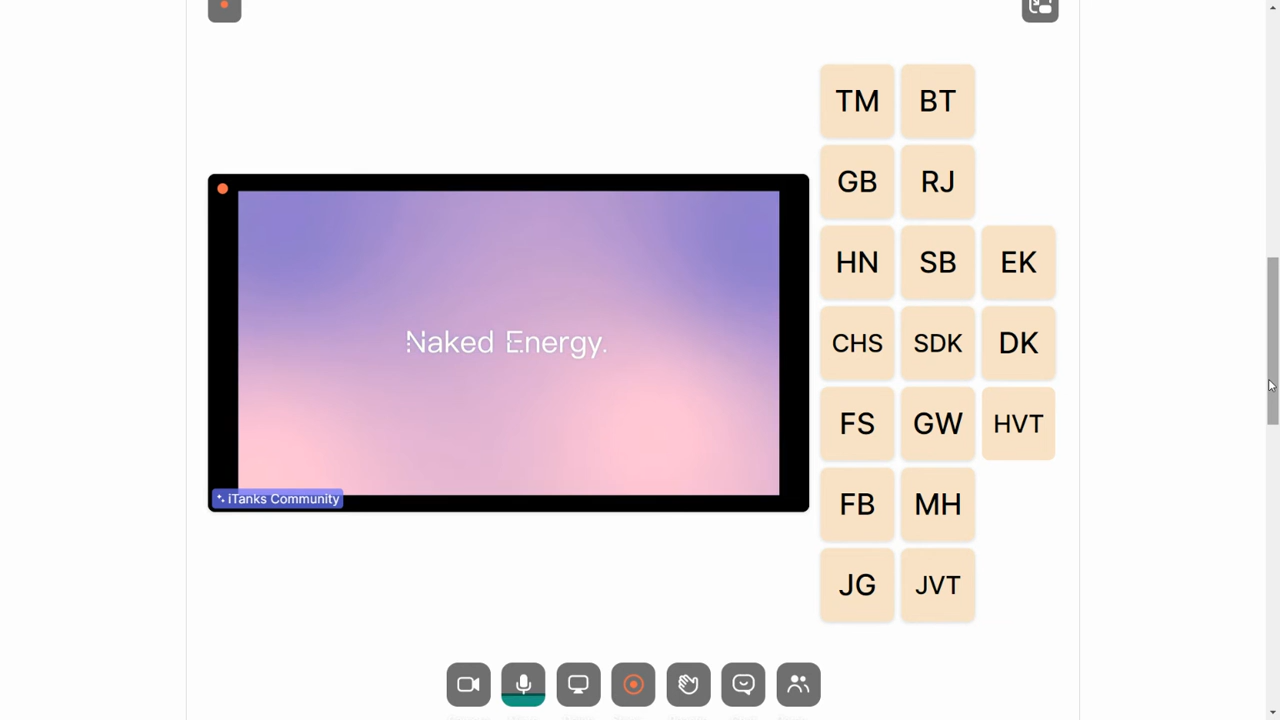 TM BT
GB RJ
HN SB EK
Naked Energy.
CHS SDK DK
FS GW HVT
iTanks Community
FB MH
JG JVT